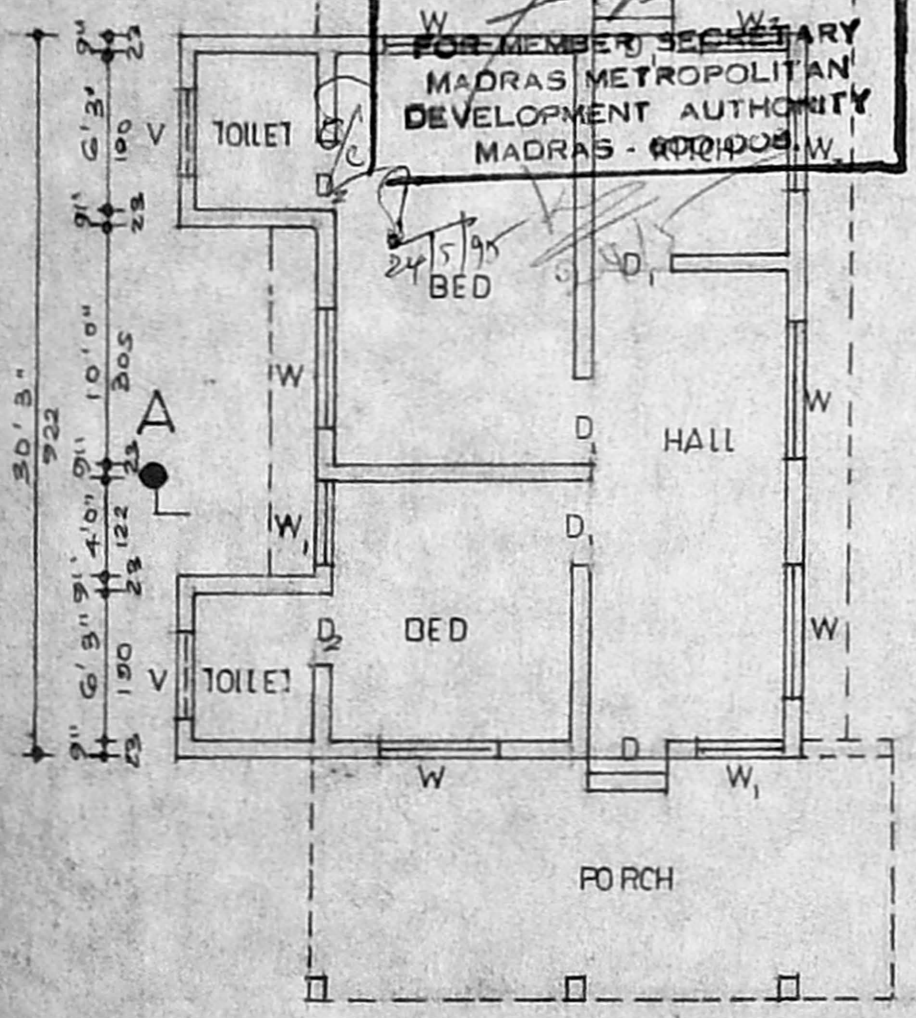 W
W2
FOR MEMBER SECRETARY
MADRAS METROPOLITAN
DEVELOPMENT AUTHORITY
MADRAS - 600 008.
9"
23
6'3"
190
V
TOILET
D2
W2
9"
23
24/5/95
BED
D1
10'0"
305
W
W
A
D1
HALL
30'3"
922
9"
23
4'0"
122
W1
D1
9"
23
6'3"
190
V
TOILET
D2
BED
W
9"
23
W
D
W1
PORCH